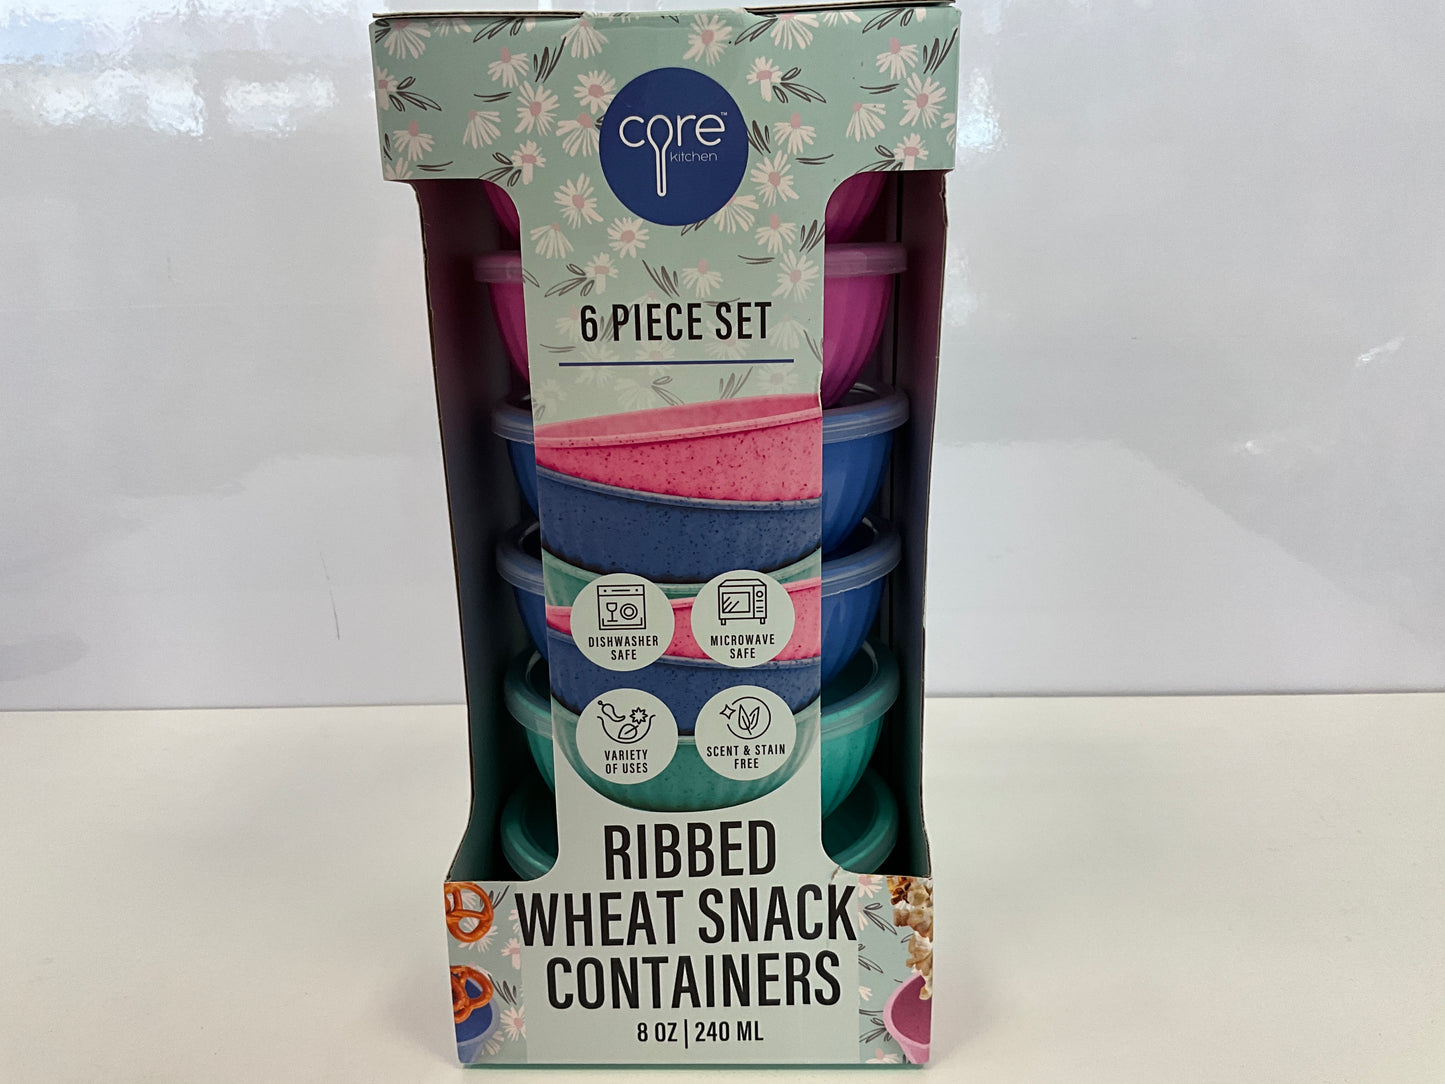 core™
kitchen
6 PIECE SET
DISHWASHER
SAFE
MICROWAVE
SAFE
VARIETY
OF USES
SCENT & STAIN
FREE
RIBBED
WHEAT SNACK
CONTAINERS
8 OZ | 240 ML